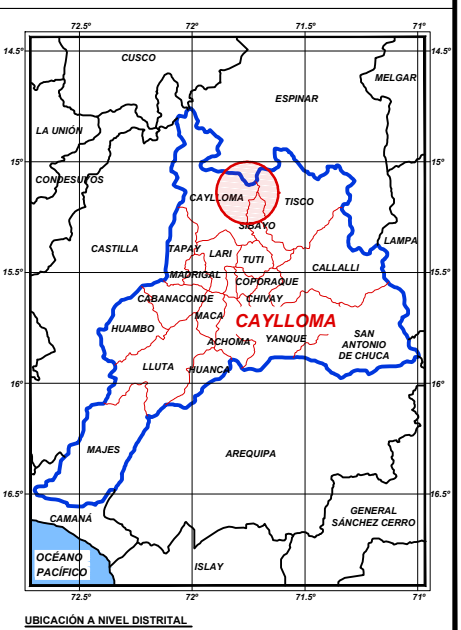 72.5°
72°
71.5°
71°
14.5°
14.5°
CUSCO
MELGAR
ESPINAR
LA UNIÓN
15°
15°
CONDESUYOS
CAYLLOMA
TISCO
SIBAYO
CASTILLA
TAPAY
LARI
TUTI
LAMPA
CALLALLI
MADRIGAL
COPORAQUE
15.5°
15.5°
CABANACONDE
CHIVAY
MACA
CAYLLOMA
HUAMBO
ACHOMA
YANQUE
SAN
ANTONIO
DE CHUCA
LLUTA
HUANCA
16°
16°
MAJES
AREQUIPA
16.5°
16.5°
CAMANÁ
GENERAL
SÁNCHEZ CERRO
OCÉANO
PACÍFICO
ISLAY
72.5°
72°
71.5°
71°
UBICACIÓN A NIVEL DISTRITAL